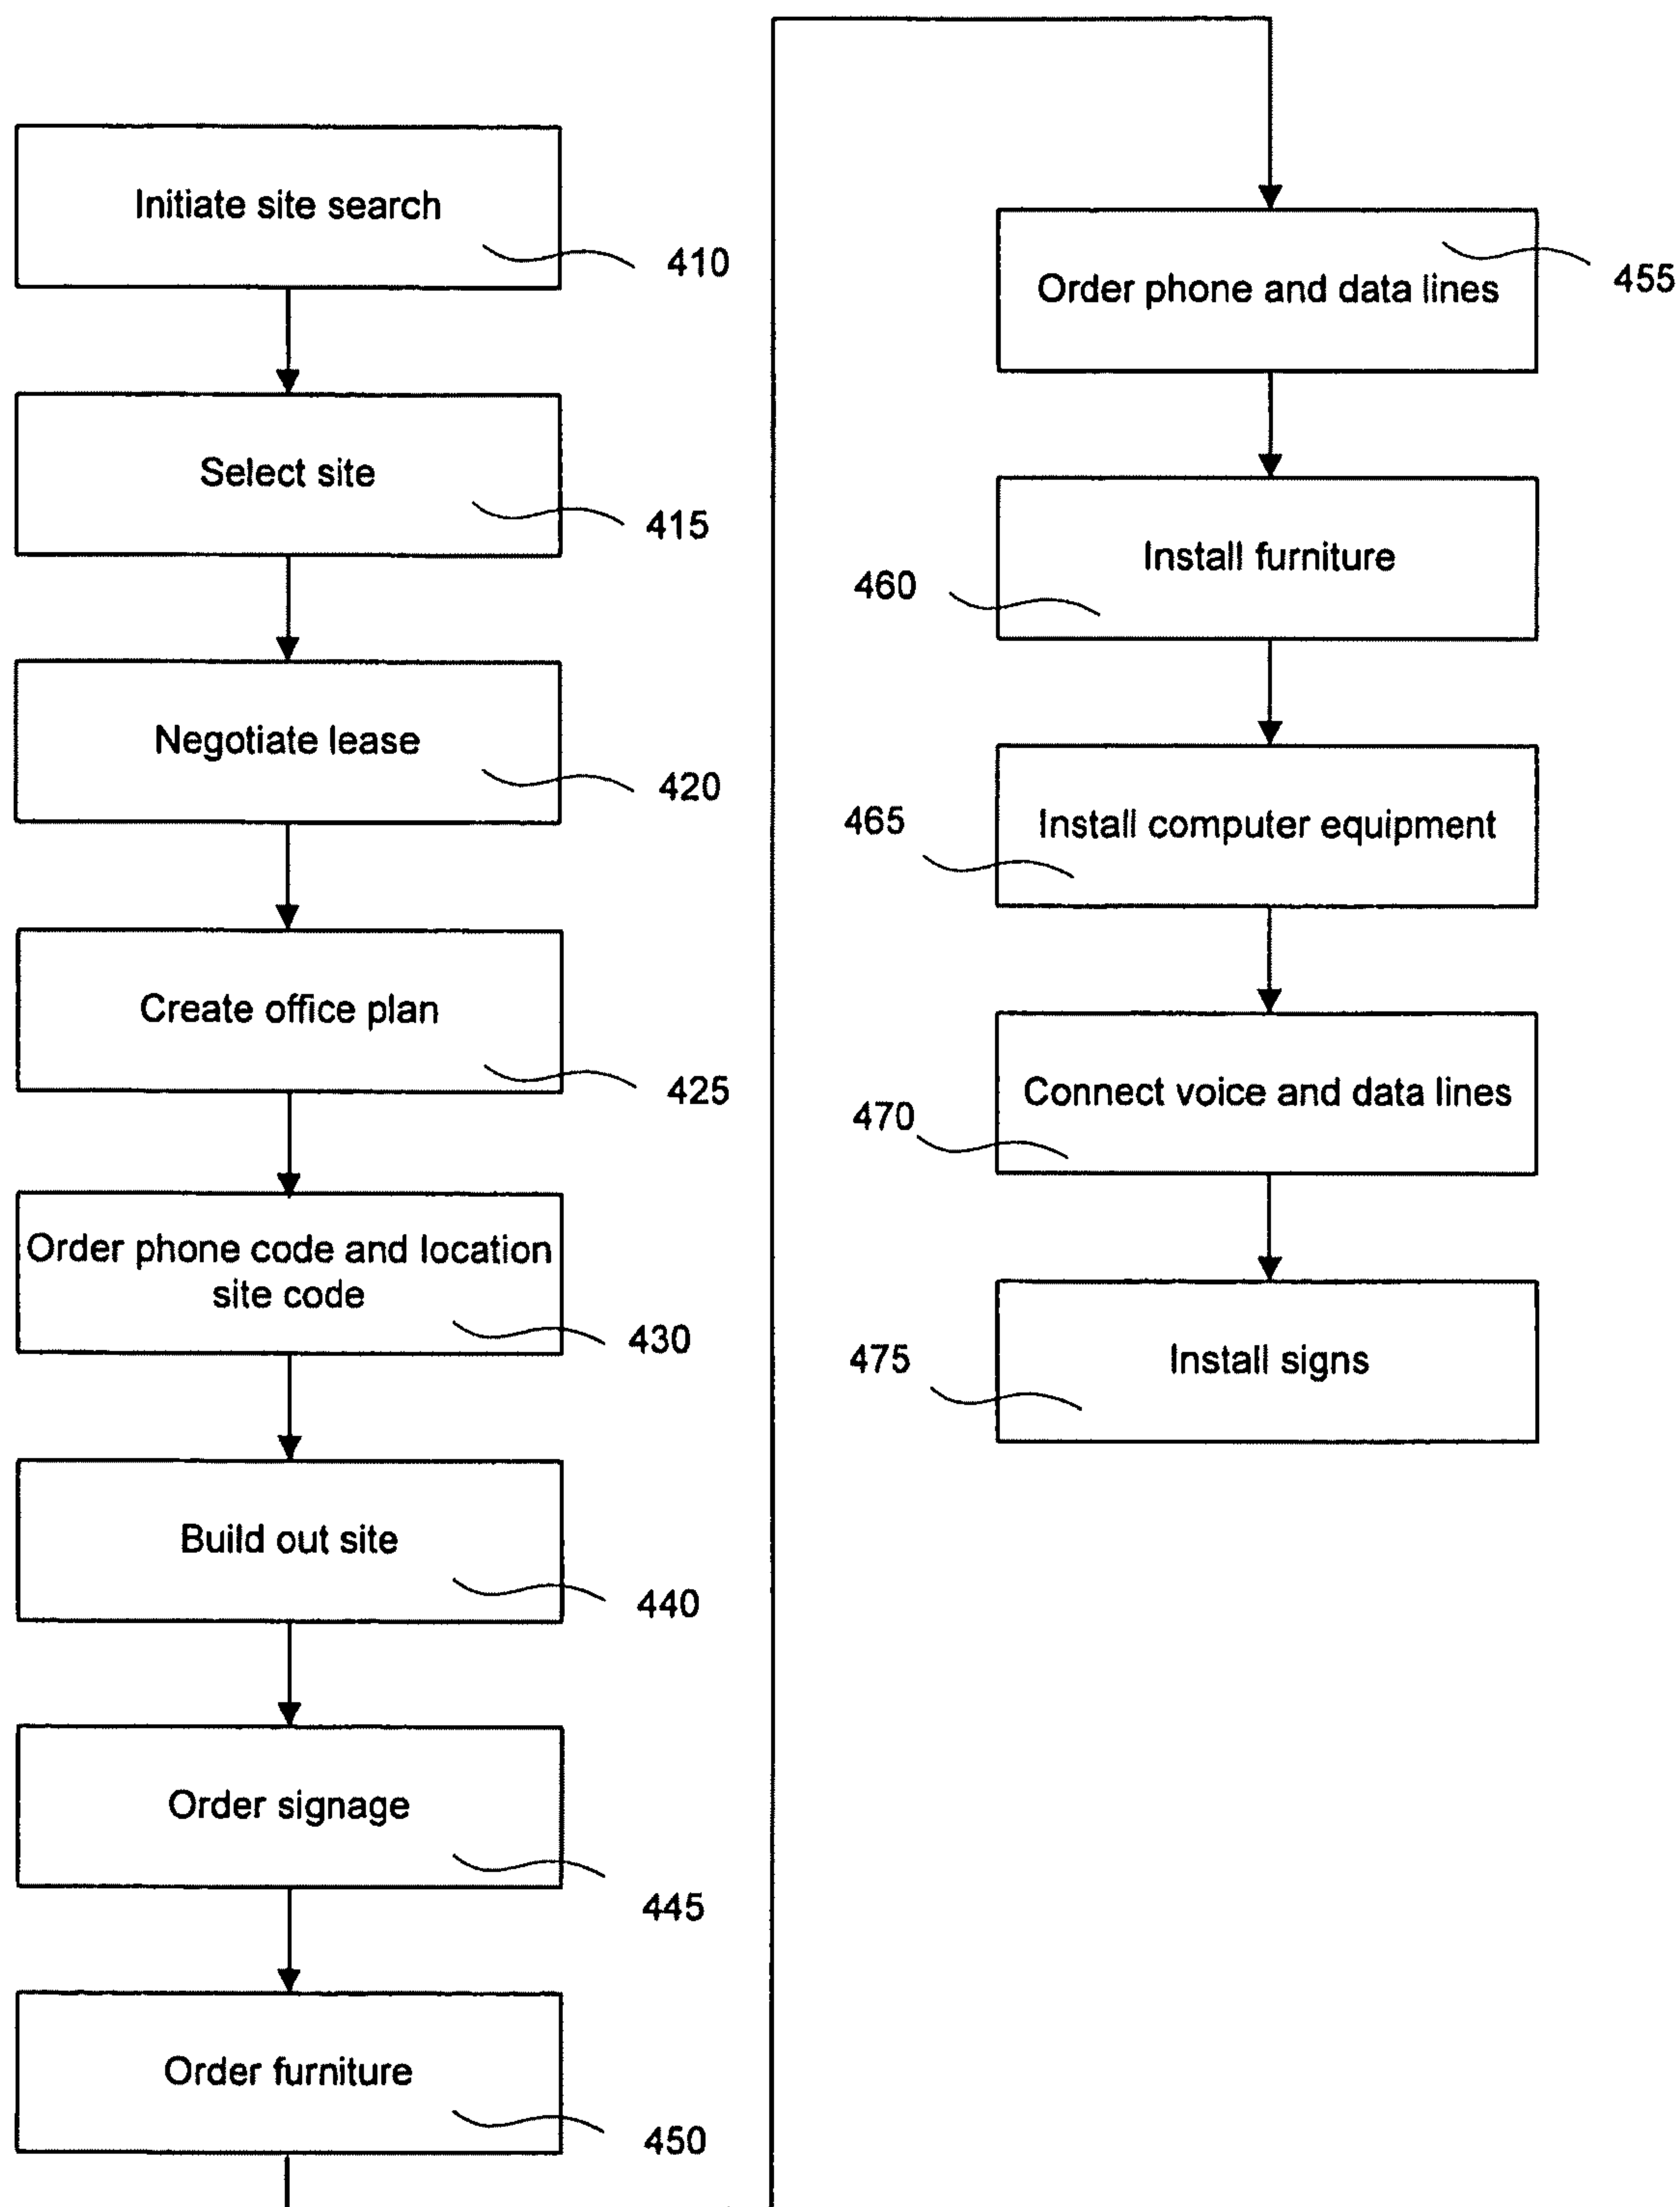 Initiate site search
410
Select site
415
Negotiate lease
420
Create office plan
425
Order phone code and location
site code
430
Build out site
440
Order signage
445
Order furniture
450
Order phone and data lines
455
Install furniture
460
Install computer equipment
465
Connect voice and data lines
470
Install signs
475